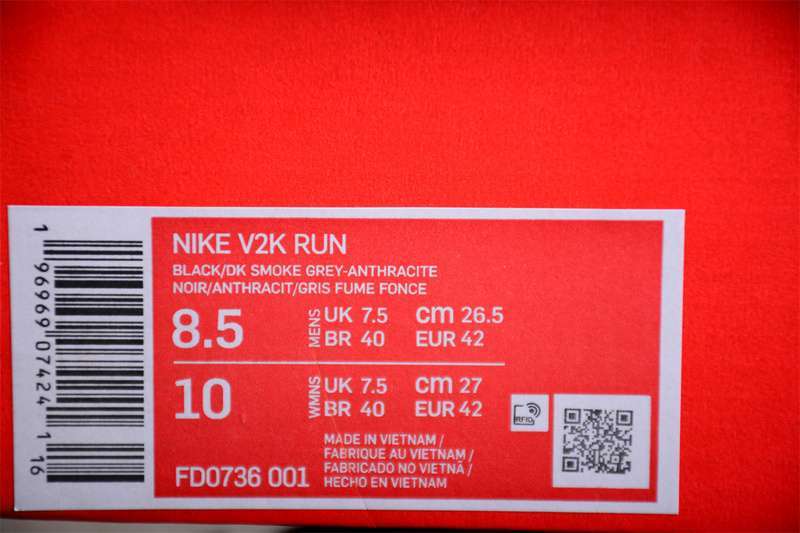 1 96969 07424 1 16
NIKE V2K RUN
BLACK/DK SMOKE GREY-ANTHRACITE
NOIR/ANTHRACIT/GRIS FUME FONCE
8.5 MENS UK 7.5 cm 26.5
BR 40 EUR 42
10 WMNS UK 7.5 cm 27
BR 40 EUR 42
RFID
MADE IN VIETNAM /
FABRIQUE AU VIETNAM /
FABRICADO NO VIETNÃ /
HECHO EN VIETNAM
FD0736 001